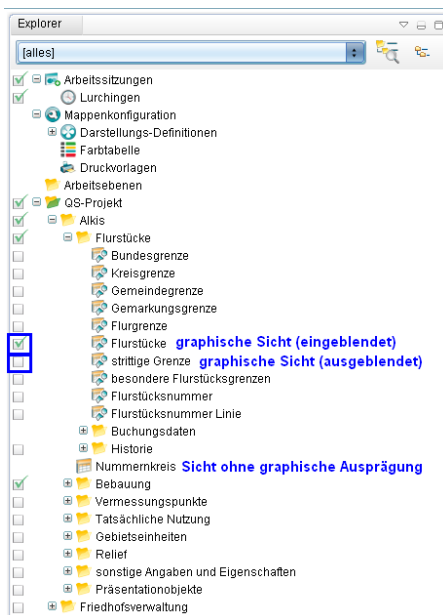 Explorer
[alles]
Arbeitssitzungen
Lurchingen
Mappenkonfiguration
Darstellungs-Definitionen
Farbtabelle
Druckvorlagen
Arbeitsebenen
QS-Projekt
Alkis
Flurstücke
Bundesgrenze
Kreisgrenze
Gemeindegrenze
Gemarkungsgrenze
Flurgrenze
Flurstücke graphische Sicht (eingeblendet)
strittige Grenze graphische Sicht (ausgeblendet)
besondere Flurstücksgrenzen
Flurstücksnummer
Flurstücksnummer Linie
Buchungsdaten
Historie
Nummernkreis Sicht ohne graphische Ausprägung
Bebauung
Vermessungspunkte
Tatsächliche Nutzung
Gebietseinheiten
Relief
sonstige Angaben und Eigenschaften
Präsentationobjekte
Friedhofsverwaltung